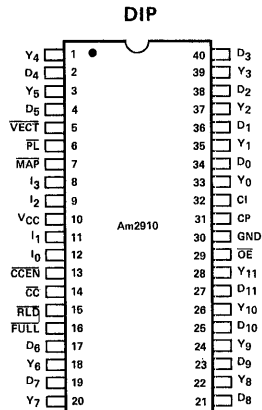 DIP
Y4 1 40 D3
D4 2 39 Y3
Y5 3 38 D2
D5 4 37 Y2
VECT 5 36 D1
PL 6 35 Y1
MAP 7 34 D0
I3 8 33 Y0
I2 9 32 CI
VCC 10 31 CP
Am2910
I1 11 30 GND
I0 12 29 OE
CCEN 13 28 Y11
CC 14 27 D11
RLD 15 26 Y10
FULL 16 25 D10
D6 17 24 Y9
Y6 18 23 D9
D7 19 22 Y8
Y7 20 21 D8